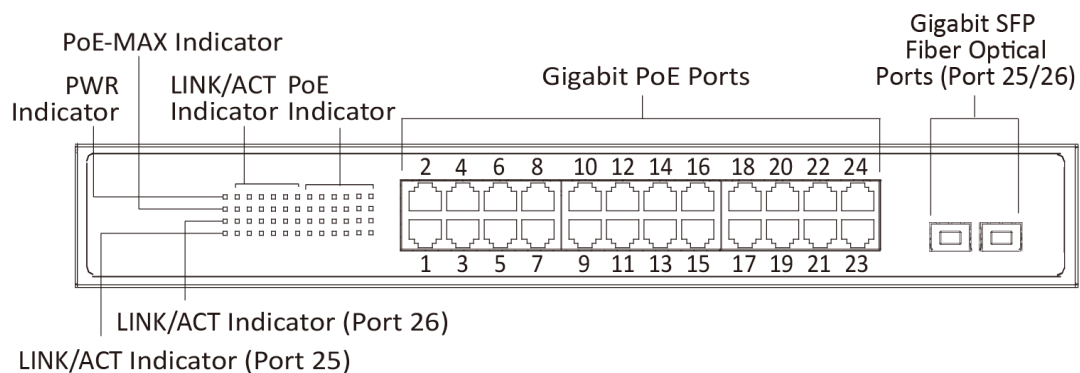 Gigabit SFP
Fiber Optical
Ports (Port 25/26)
PoE-MAX Indicator
PWR
Indicator
LINK/ACT
Indicator
PoE
Indicator
Gigabit PoE Ports
2 4 6 8 10 12 14 16 18 20 22 24
1 3 5 7 9 11 13 15 17 19 21 23
LINK/ACT Indicator (Port 26)
LINK/ACT Indicator (Port 25)